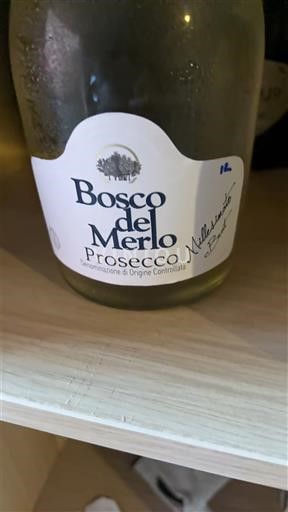 Bosco
del
Merlo
Prosecco
Denominazione di Origine Controllata
Millesimato
Brut